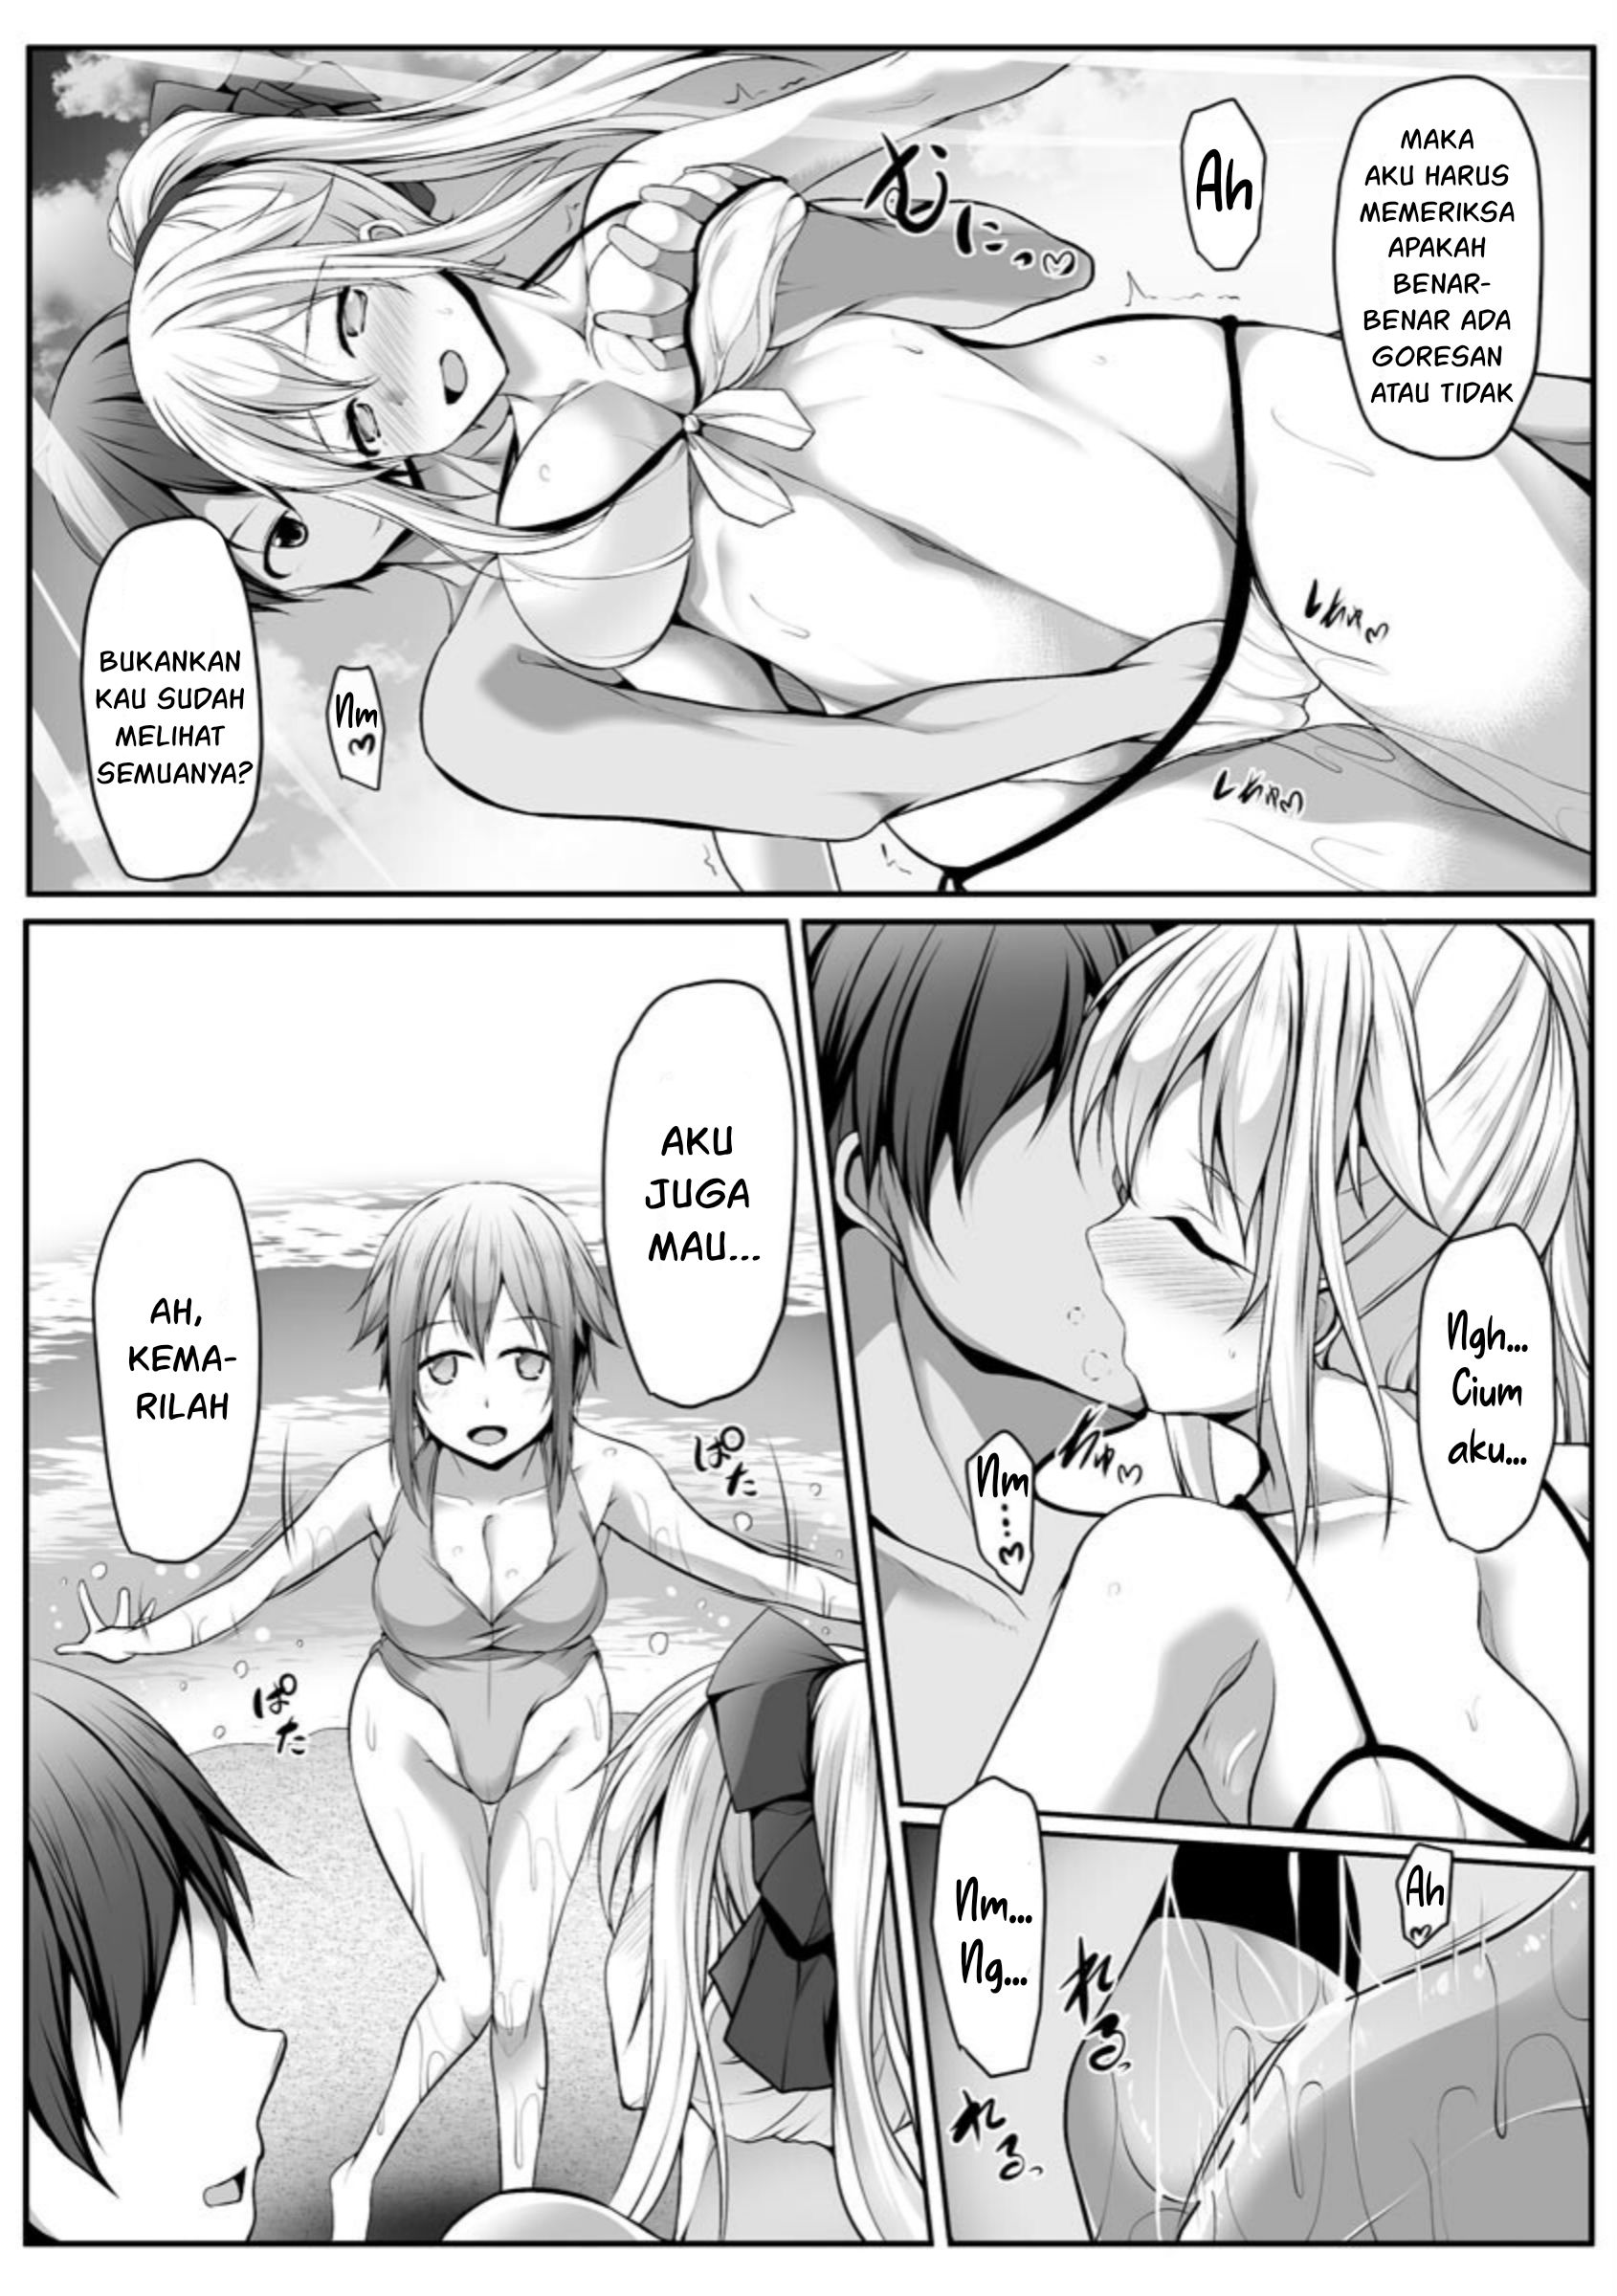 MAKA
AKU HARUS
MEMERIKSA
APAKAH
BENAR-
BENAR ADA
GORESAN
ATAU TIDAK
Ah
むにっ♡
BUKANKAN
KAU SUDAH
MELIHAT
SEMUANYA?
Nm
♡
Ngh...
Cium
aku...
Nm
...
♡
ちゅ♡
Ah
♡
Nm...
Ng...
れる
れる
AKU
JUGA
MAU...
AH,
KEMA-
RILAH
ぱた
ぱた